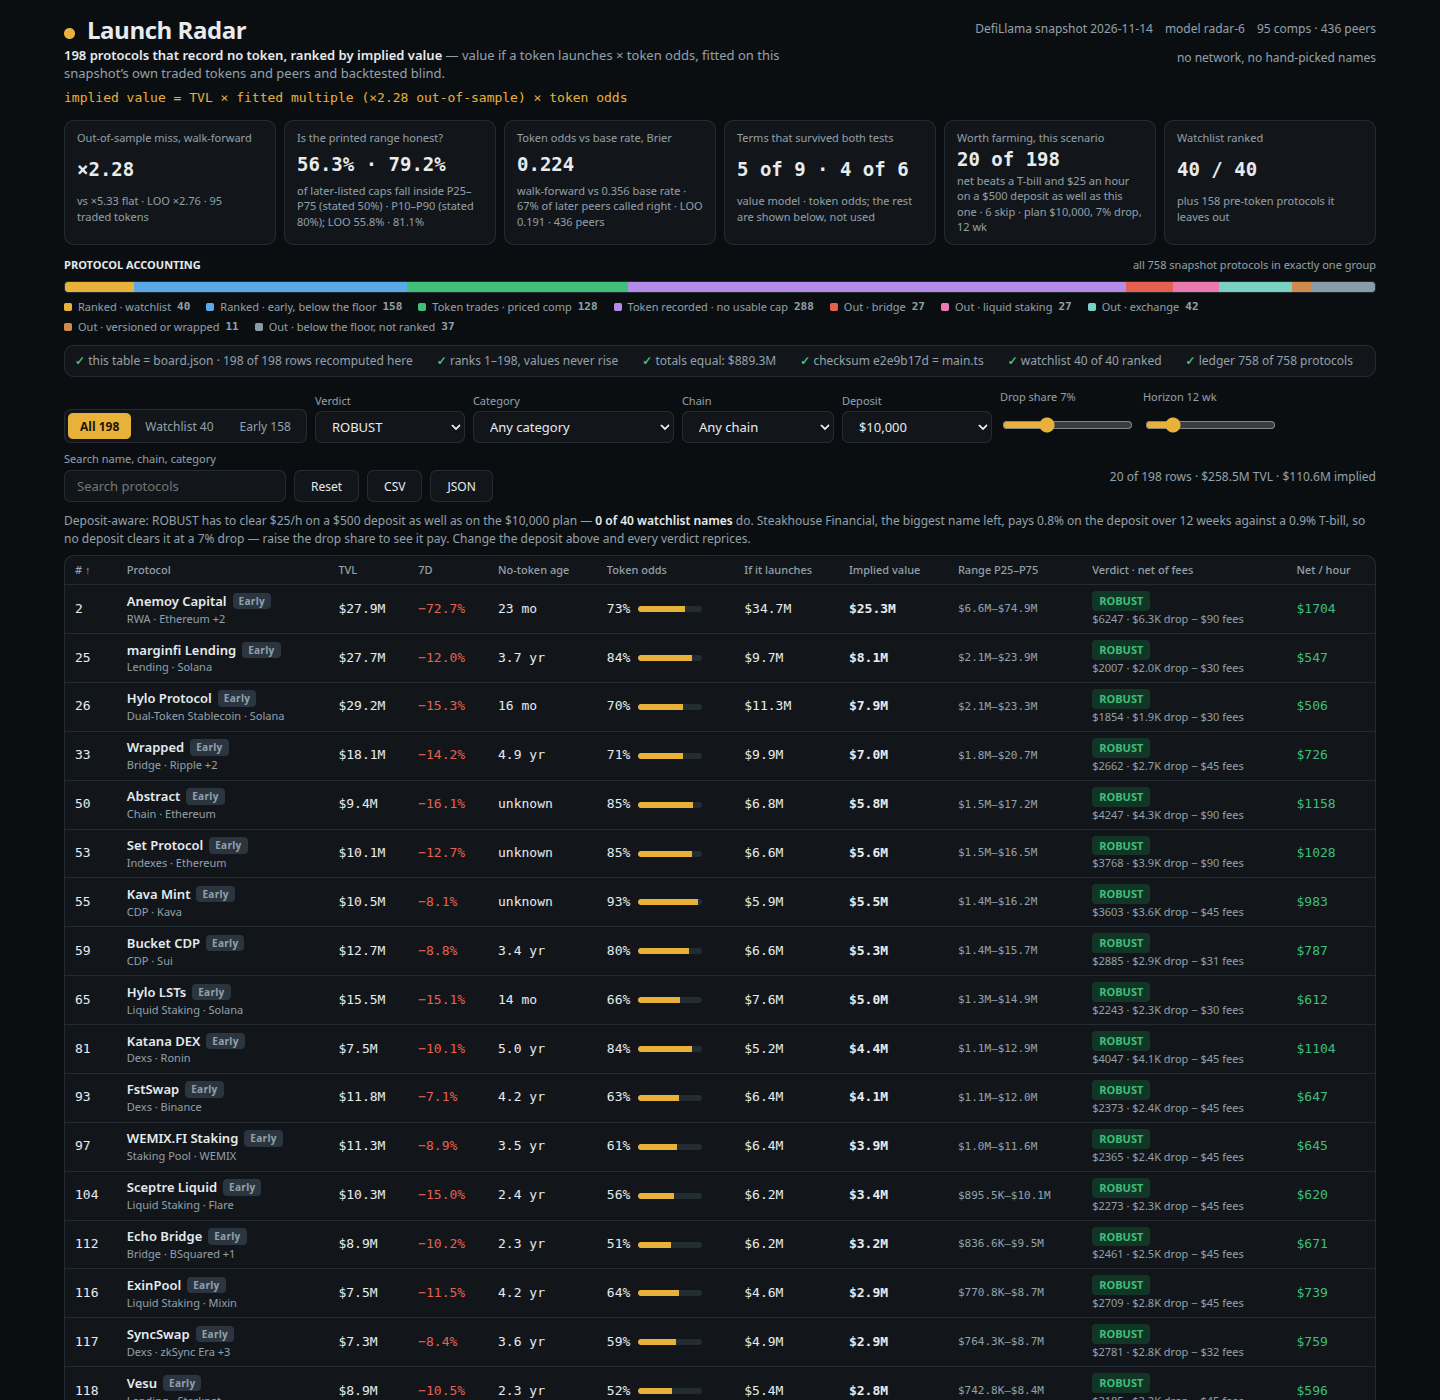 Launch Radar
DefiLlama snapshot 2026-11-14 model radar-6 95 comps · 436 peers
198 protocols that record no token, ranked by implied value — value if a token launches × token odds, fitted on this
snapshot's own traded tokens and peers and backtested blind.
no network, no hand-picked names
implied value = TVL × fitted multiple (×2.28 out-of-sample) × token odds
Out-of-sample miss, walk-forward
×2.28
vs ×5.33 flat · LOO ×2.76 · 95
traded tokens
Is the printed range honest?
56.3% · 79.2%
of later-listed caps fall inside P25–
P75 (stated 50%) · P10–P90 (stated
80%); LOO 55.8% · 81.1%
Token odds vs base rate, Brier
0.224
walk-forward vs 0.356 base rate ·
67% of later peers called right · LOO
0.191 · 436 peers
Terms that survived both tests
5 of 9 · 4 of 6
value model · token odds; the rest
are shown below, not used
Worth farming, this scenario
20 of 198
net beats a T-bill and $25 an hour
on a $500 deposit as well as this
one · 6 skip · plan $10,000, 7% drop,
12 wk
Watchlist ranked
40 / 40
plus 158 pre-token protocols it
leaves out
PROTOCOL ACCOUNTING
all 758 snapshot protocols in exactly one group
Ranked · watchlist 40 Ranked · early, below the floor 158 Token trades · priced comp 128 Token recorded · no usable cap 288 Out · bridge 27 Out · liquid staking 27 Out · exchange 42
Out · versioned or wrapped 11 Out · below the floor, not ranked 37
✓ this table = board.json · 198 of 198 rows recomputed here ✓ ranks 1–198, values never rise ✓ totals equal: $889.3M ✓ checksum e2e9b17d = main.ts ✓ watchlist 40 of 40 ranked ✓ ledger 758 of 758 protocols
Verdict Category Chain Deposit Drop share 7% Horizon 12 wk
All 198 Watchlist 40 Early 158 ROBUST Any category Any chain $10,000
Search name, chain, category
Search protocols Reset CSV JSON
20 of 198 rows · $258.5M TVL · $110.6M implied
Deposit-aware: ROBUST has to clear $25/h on a $500 deposit as well as on the $10,000 plan — 0 of 40 watchlist names do. Steakhouse Financial, the biggest name left, pays 0.8% on the deposit over 12 weeks against a 0.9% T-bill, so
no deposit clears it at a 7% drop — raise the drop share to see it pay. Change the deposit above and every verdict reprices.
# ↑ Protocol TVL 7D No-token age Token odds If it launches Implied value Range P25–P75 Verdict · net of fees Net / hour
2 Anemoy Capital Early $27.9M −72.7% 23 mo 73% $34.7M $25.3M $6.6M–$74.9M ROBUST $1704
RWA · Ethereum +2 $6247 · $6.3K drop − $90 fees
25 marginfi Lending Early $27.7M −12.0% 3.7 yr 84% $9.7M $8.1M $2.1M–$23.9M ROBUST $547
Lending · Solana $2007 · $2.0K drop − $30 fees
26 Hylo Protocol Early $29.2M −15.3% 16 mo 70% $11.3M $7.9M $2.1M–$23.3M ROBUST $506
Dual-Token Stablecoin · Solana $1854 · $1.9K drop − $30 fees
33 Wrapped Early $18.1M −14.2% 4.9 yr 71% $9.9M $7.0M $1.8M–$20.7M ROBUST $726
Bridge · Ripple +2 $2662 · $2.7K drop − $45 fees
50 Abstract Early $9.4M −16.1% unknown 85% $6.8M $5.8M $1.5M–$17.2M ROBUST $1158
Chain · Ethereum $4247 · $4.3K drop − $90 fees
53 Set Protocol Early $10.1M −12.7% unknown 85% $6.6M $5.6M $1.5M–$16.5M ROBUST $1028
Indexes · Ethereum $3768 · $3.9K drop − $90 fees
55 Kava Mint Early $10.5M −8.1% unknown 93% $5.9M $5.5M $1.4M–$16.2M ROBUST $983
CDP · Kava $3603 · $3.6K drop − $45 fees
59 Bucket CDP Early $12.7M −8.8% 3.4 yr 80% $6.6M $5.3M $1.4M–$15.7M ROBUST $787
CDP · Sui $2885 · $2.9K drop − $31 fees
65 Hylo LSTs Early $15.5M −15.1% 14 mo 66% $7.6M $5.0M $1.3M–$14.9M ROBUST $612
Liquid Staking · Solana $2243 · $2.3K drop − $30 fees
81 Katana DEX Early $7.5M −10.1% 5.0 yr 84% $5.2M $4.4M $1.1M–$12.9M ROBUST $1104
Dexs · Ronin $4047 · $4.1K drop − $45 fees
93 FstSwap Early $11.8M −7.1% 4.2 yr 63% $6.4M $4.1M $1.1M–$12.0M ROBUST $647
Dexs · Binance $2373 · $2.4K drop − $45 fees
97 WEMIX.FI Staking Early $11.3M −8.9% 3.5 yr 61% $6.4M $3.9M $1.0M–$11.6M ROBUST $645
Staking Pool · WEMIX $2365 · $2.4K drop − $45 fees
104 Sceptre Liquid Early $10.3M −15.0% 2.4 yr 56% $6.2M $3.4M $895.5K–$10.1M ROBUST $620
Liquid Staking · Flare $2273 · $2.3K drop − $45 fees
112 Echo Bridge Early $8.9M −10.2% 2.3 yr 51% $6.2M $3.2M $836.6K–$9.5M ROBUST $671
Bridge · BSquared +1 $2461 · $2.5K drop − $45 fees
116 ExinPool Early $7.5M −11.5% 4.2 yr 64% $4.6M $2.9M $770.8K–$8.7M ROBUST $739
Liquid Staking · Mixin $2709 · $2.8K drop − $45 fees
117 SyncSwap Early $7.3M −8.4% 3.6 yr 59% $4.9M $2.9M $764.3K–$8.7M ROBUST $759
Dexs · zkSync Era +3 $2781 · $2.8K drop − $32 fees
118 Vesu Early $8.9M −10.5% 2.3 yr 52% $5.4M $2.8M $742.8K–$8.4M ROBUST $596